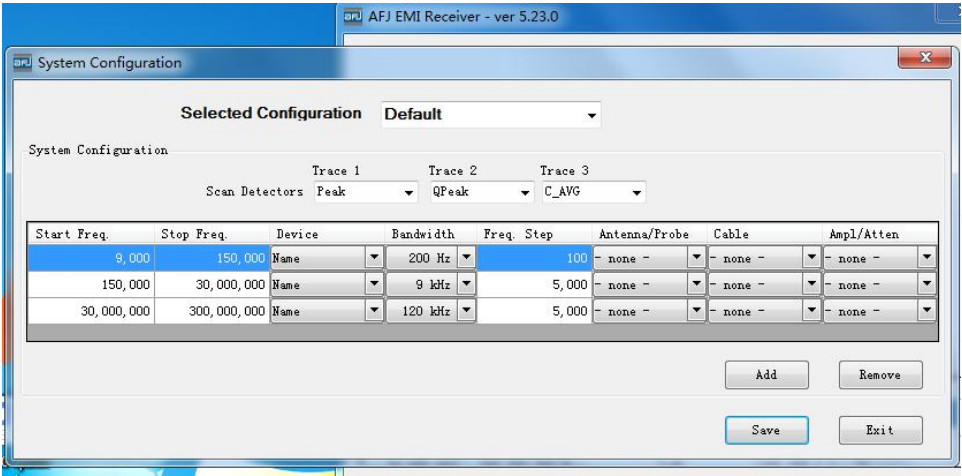 AFJ EMI Receiver - ver 5.23.0
System Configuration
Selected Configuration Default
System Configuration
Trace 1 Trace 2 Trace 3
Scan Detectors Peak QPeak C_AVG
Start Freq. Stop Freq. Device Bandwidth Freq. Step Antenna/Probe Cable Ampl/Atten
9,000 150,000 Name 200 Hz 100 - none - - none - - none -
150,000 30,000,000 Name 9 kHz 5,000 - none - - none - - none -
30,000,000 300,000,000 Name 120 kHz 5,000 - none - - none - - none -
Add Remove
Save Exit